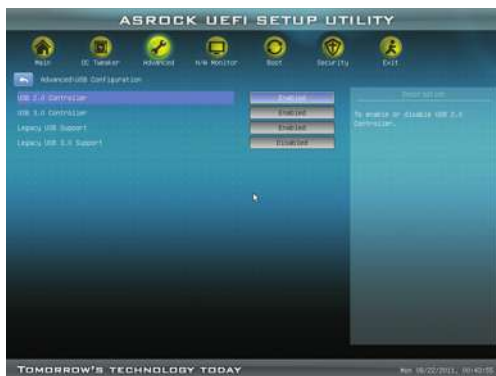 ASROCK UEFI SETUP UTILITY
Main OC Tweaker Advanced H/W Monitor Boot Security Exit
Advanced\USB Configuration
USB 2.0 Controller Enabled
USB 3.0 Controller Enabled
Legacy USB Support Enabled
Legacy USB 3.0 Support Disabled
Description
To enable or disable USB 2.0
Controller.
TOMORROW'S TECHNOLOGY TODAY
Mon